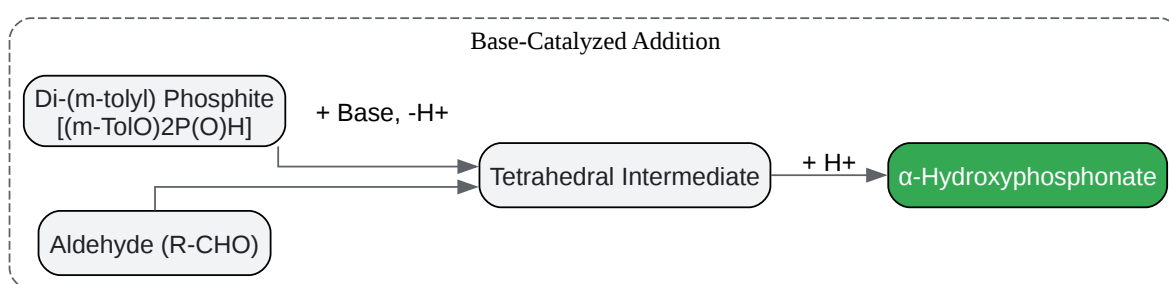 Base-Catalyzed Addition
Di-(m-tolyl) Phosphite
[(m-TolO)2P(O)H]
+ Base, -H+
Tetrahedral Intermediate
+ H+
α-Hydroxyphosphonate
Aldehyde (R-CHO)